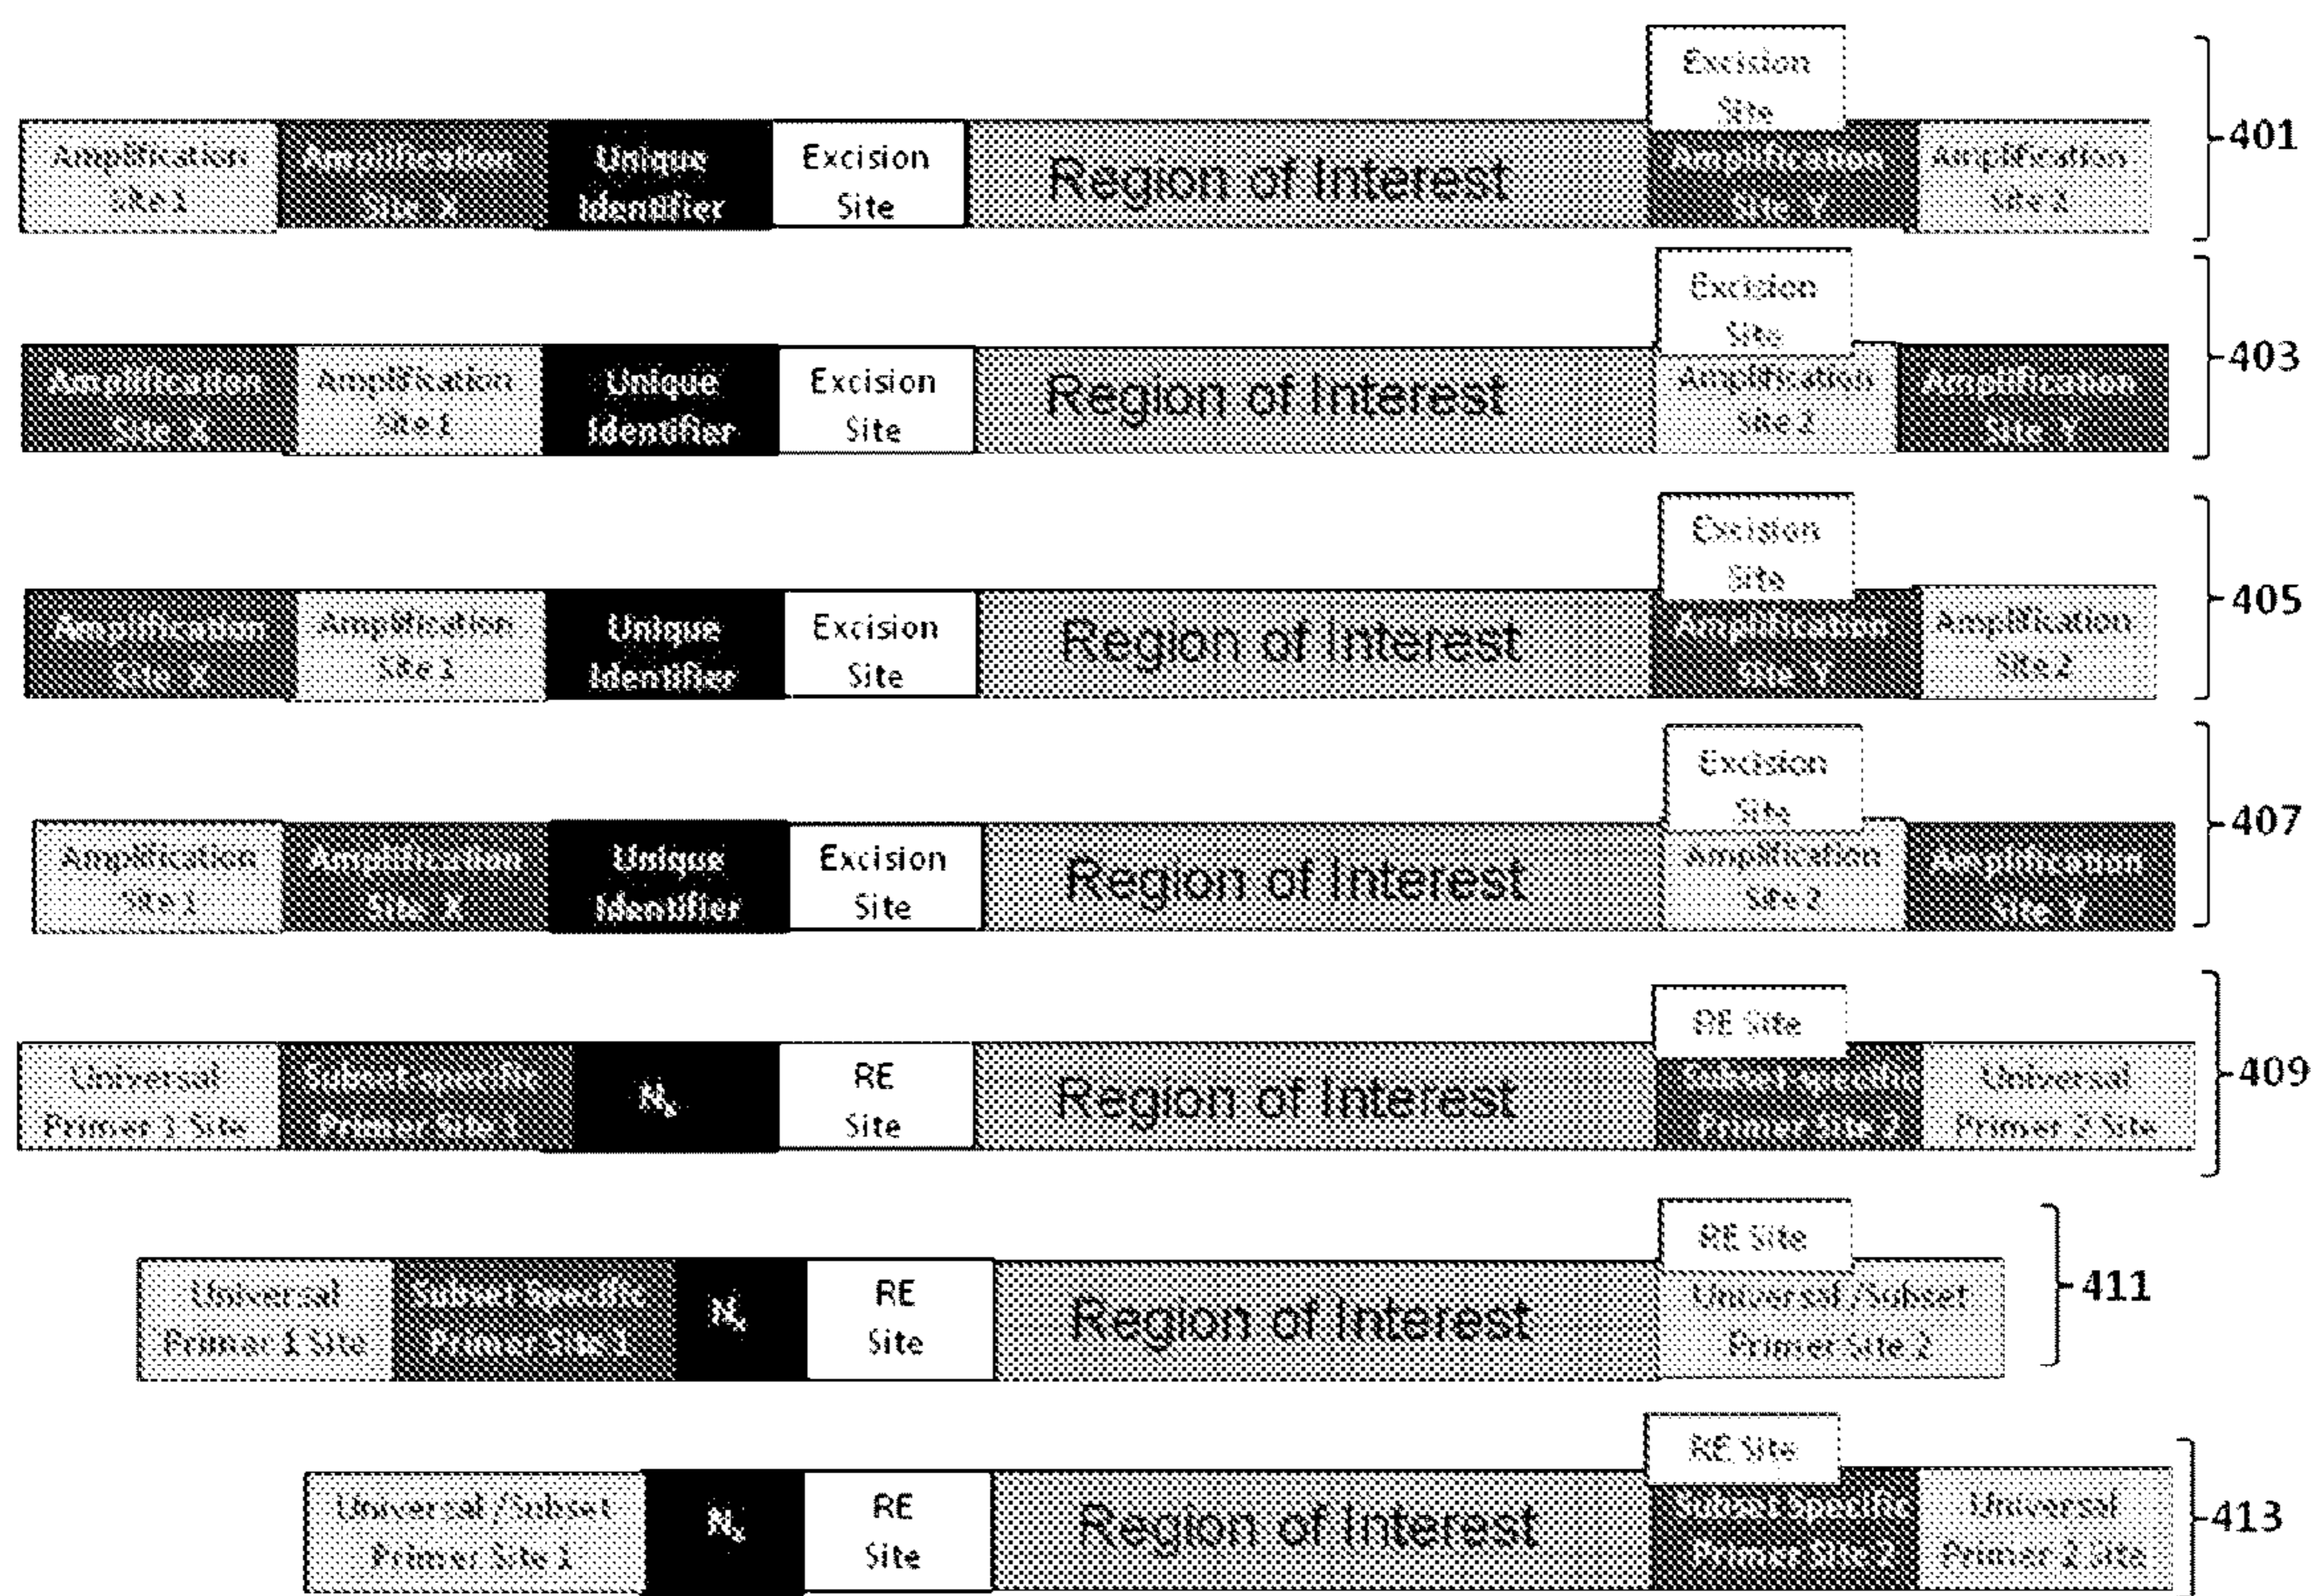 Excision
Site
Amplification
Site 1
Amplification
Site X
Unique
Identifier
Excision
Site
Region of Interest
Amplification
Site Y
Amplification
Site 2
401
Excision
Site
Amplification
Site X
Amplification
Site 1
Unique
Identifier
Excision
Site
Region of Interest
Amplification
Site 2
Amplification
Site Y
403
Excision
Site
Amplification
Site X
Amplification
Site 1
Unique
Identifier
Excision
Site
Region of Interest
Amplification
Site Y
Amplification
Site 2
405
Excision
Site
Amplification
Site 1
Amplification
Site X
Unique
Identifier
Excision
Site
Region of Interest
Amplification
Site 2
Amplification
Site Y
407
RE Site
Universal
Primer 1 Site
Subset Specific
Primer Site 1
Nx
RE
Site
Region of Interest
Subset Specific
Primer Site 2
Universal
Primer 2 Site
409
RE Site
Universal
Primer 1 Site
Subset Specific
Primer Site 1
Nx
RE
Site
Region of Interest
Universal /Subset
Primer Site 2
411
RE Site
Universal /Subset
Primer Site 1
Nx
RE
Site
Region of Interest
Subset Specific
Primer Site 2
Universal
Primer 2 Site
413